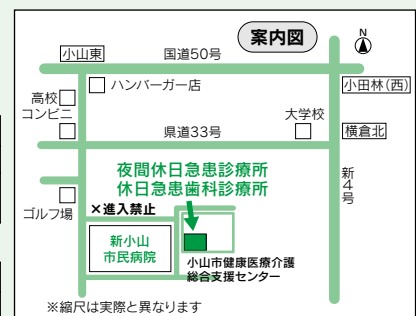 案内図
N
小山東
国道50号
ハンバーガー店
小田林(西)
高校
コンビニ
大学校
県道33号
横倉北
夜間休日急患診療所
休日急患歯科診療所
新4号
ゴルフ場
×進入禁止
新小山
市民病院
小山市健康医療介護
総合支援センター
※縮尺は実際と異なります